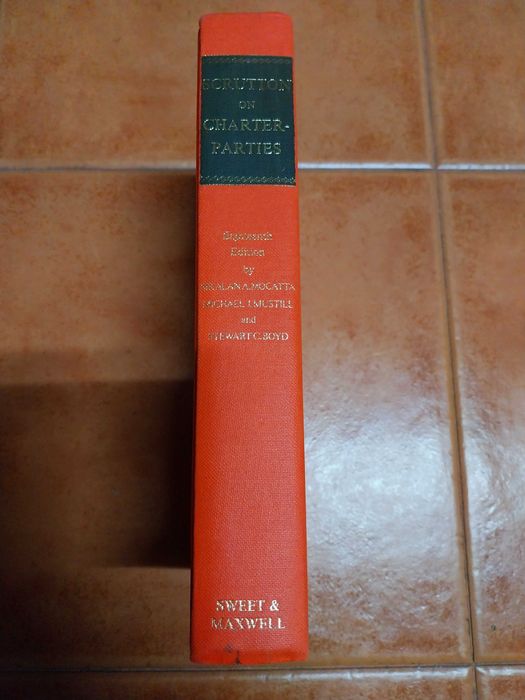 SCRUTTON
ON
CHARTER-
PARTIES
Eighteenth
Edition
by
SIR ALAN A. MOCATTA
MICHAEL J. MUSTILL
and
STEWART C. BOYD
SWEET &
MAXWELL